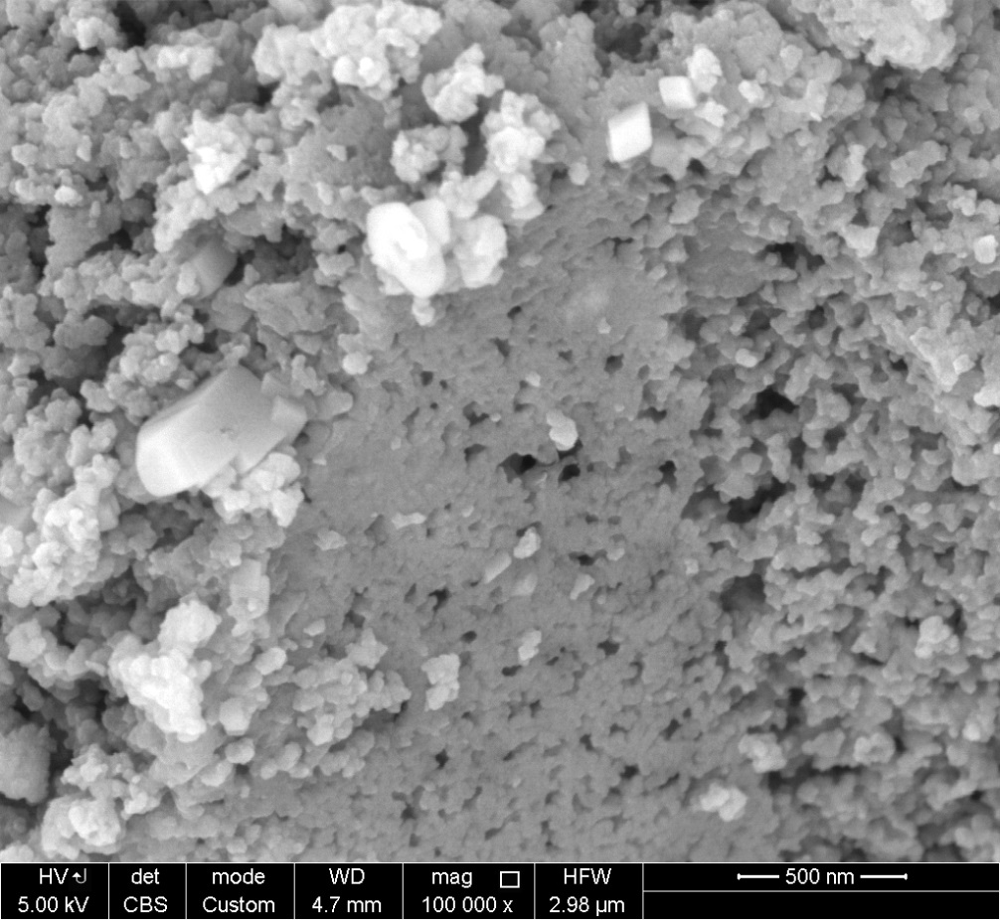 HV det mode WD mag HFW 500 nm
5.00 kV CBS Custom 4.7 mm 100 000 x 2.98 µm